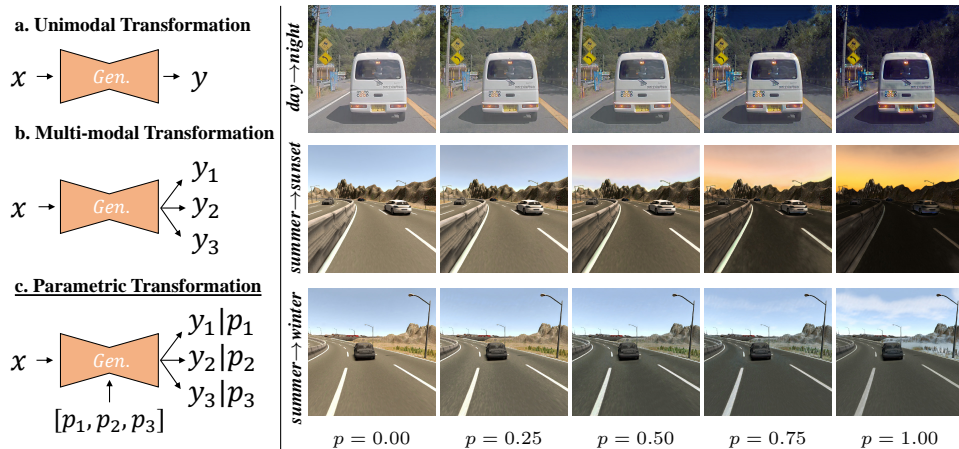 a. Unimodal Transformation
x
Gen.
y
b. Multi-modal Transformation
x
Gen.
y₁
y₂
y₃
c. Parametric Transformation
x
Gen.
y₁|p₁
y₂|p₂
y₃|p₃
[p₁, p₂, p₃]
day→night
summer→sunset
summer→winter
p = 0.00
p = 0.25
p = 0.50
p = 0.75
p = 1.00